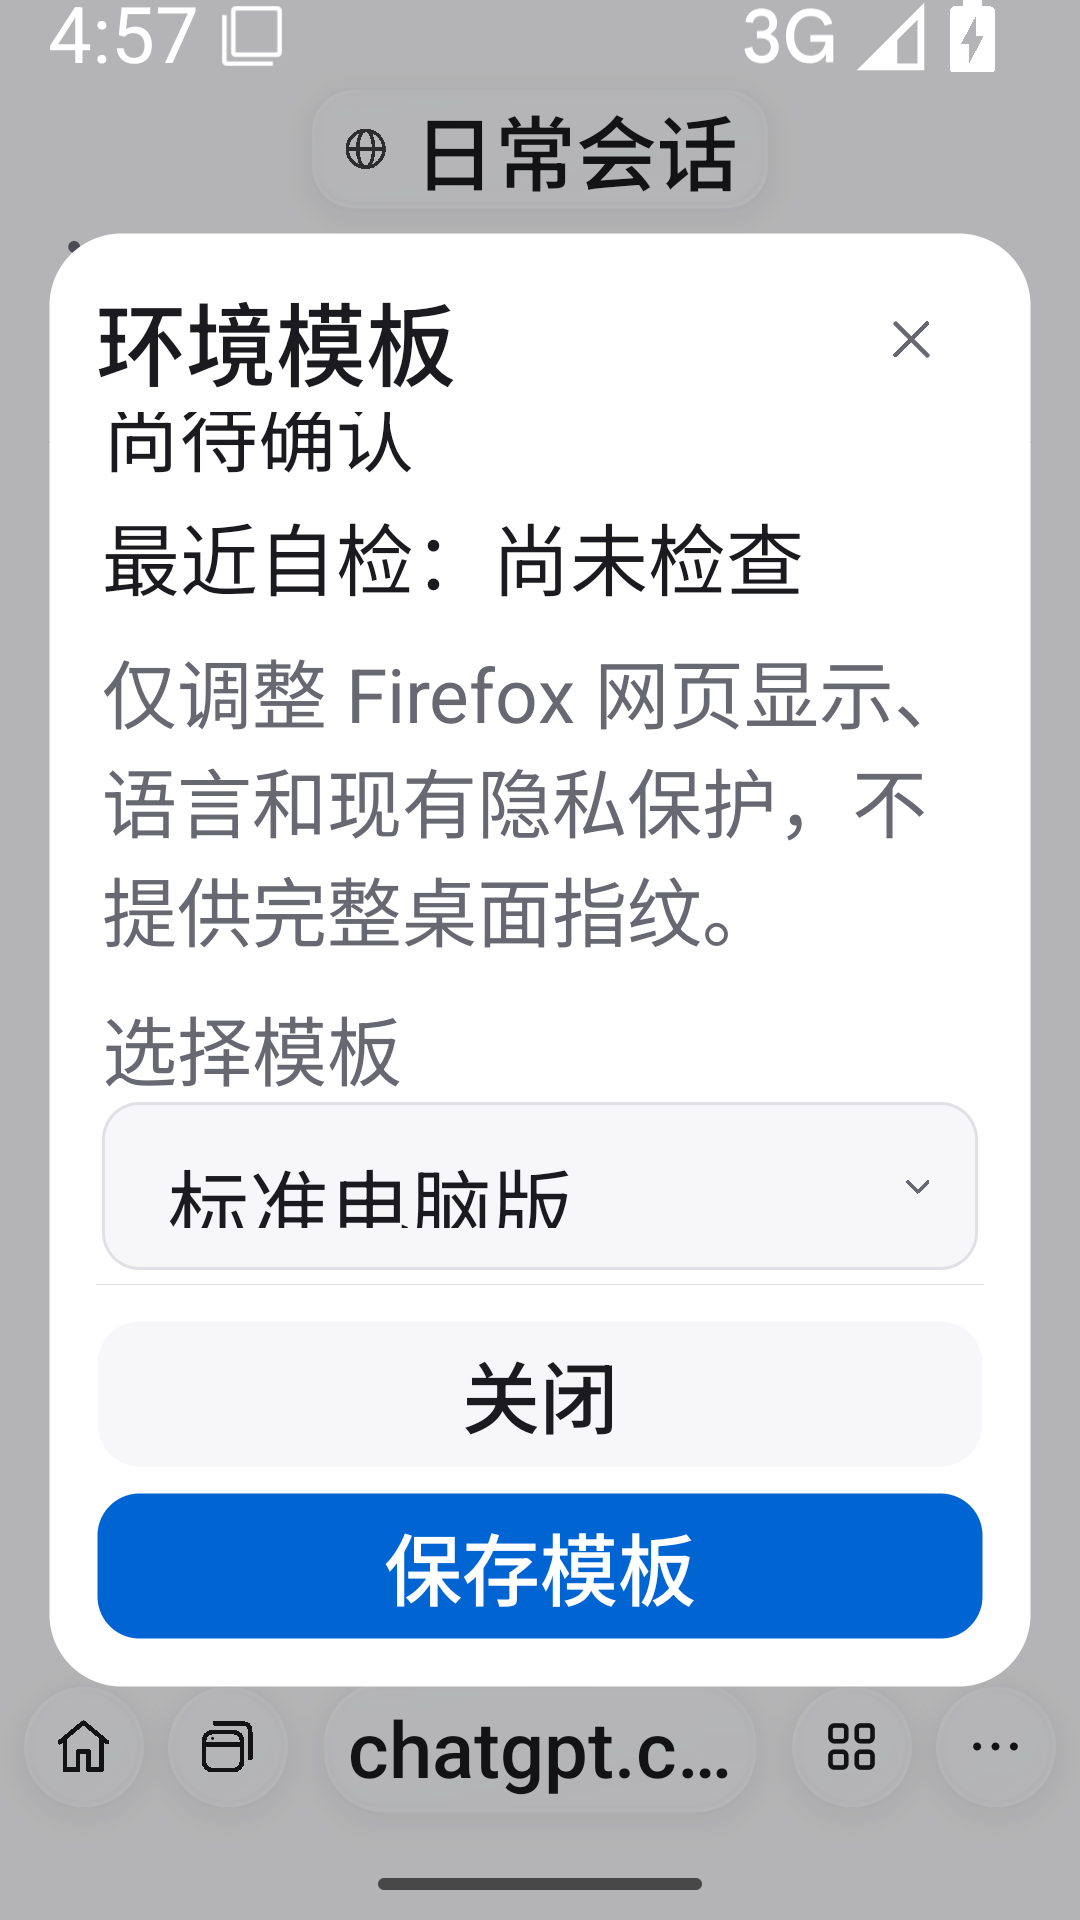 4:57
3G
日常会话
环境模板
尚待确认
最近自检：尚未检查
仅调整 Firefox 网页显示、
语言和现有隐私保护，不
提供完整桌面指纹。
选择模板
标准电脑版
关闭
保存模板
chatgpt.c...